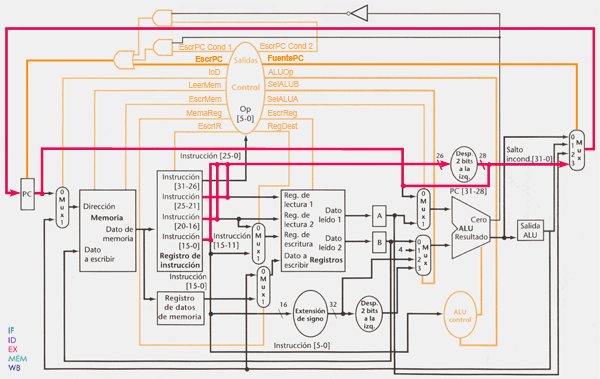 EscrPC Cond 1
EscrPC Cond 2
EscrPC
FuentePC
IoD
ALUOp
LeerMem
SelALUB
EscrMem
SelALUA
MemaReg
EscrReg
EscrIR
RegDest
Salidas
Control
Op
[5-0]
Instrucción [25-0]
26
Desp.
2 bits
a la
izq.
28
Salto
incond.[31-0]
PC [31-28]
0
1
2
3
Mux
PC
0
Mux
1
Dirección
Memoria
Dato de
memoria
Dato
a escribir
Instrucción
[31-26]
Instrucción
[25-21]
Instrucción
[20-16]
Instrucción
[15-0]
Registro de
instrucción
Instrucción
[15-0]
[15-11]
Registro
de datos
de memoria
0
Mux
1
0
Mux
1
Reg. de
lectura 1
Reg. de
lectura 2
Reg. de
escritura
Dato a
escribir
Dato
leído 1
Dato
leído 2
Registros
A
B
4
0
Mux
1
0
1
2
3
Mux
Cero
ALU
Resultado
Salida
ALU
16
Extensión
de signo
32
Desp.
2 bits
a la
izq.
ALU
control
Instrucción [5-0]
IF
ID
EX
MEM
WB